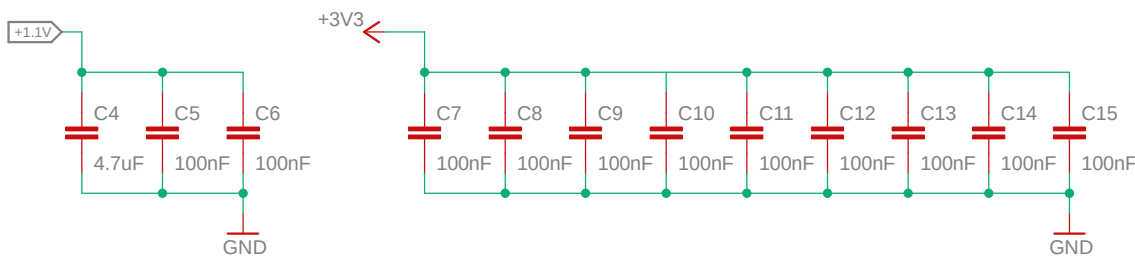 +1.1V
+3V3
C4 C5 C6 C7 C8 C9 C10 C11 C12 C13 C14 C15
4.7uF 100nF 100nF 100nF 100nF 100nF 100nF 100nF 100nF 100nF 100nF 100nF
GND GND